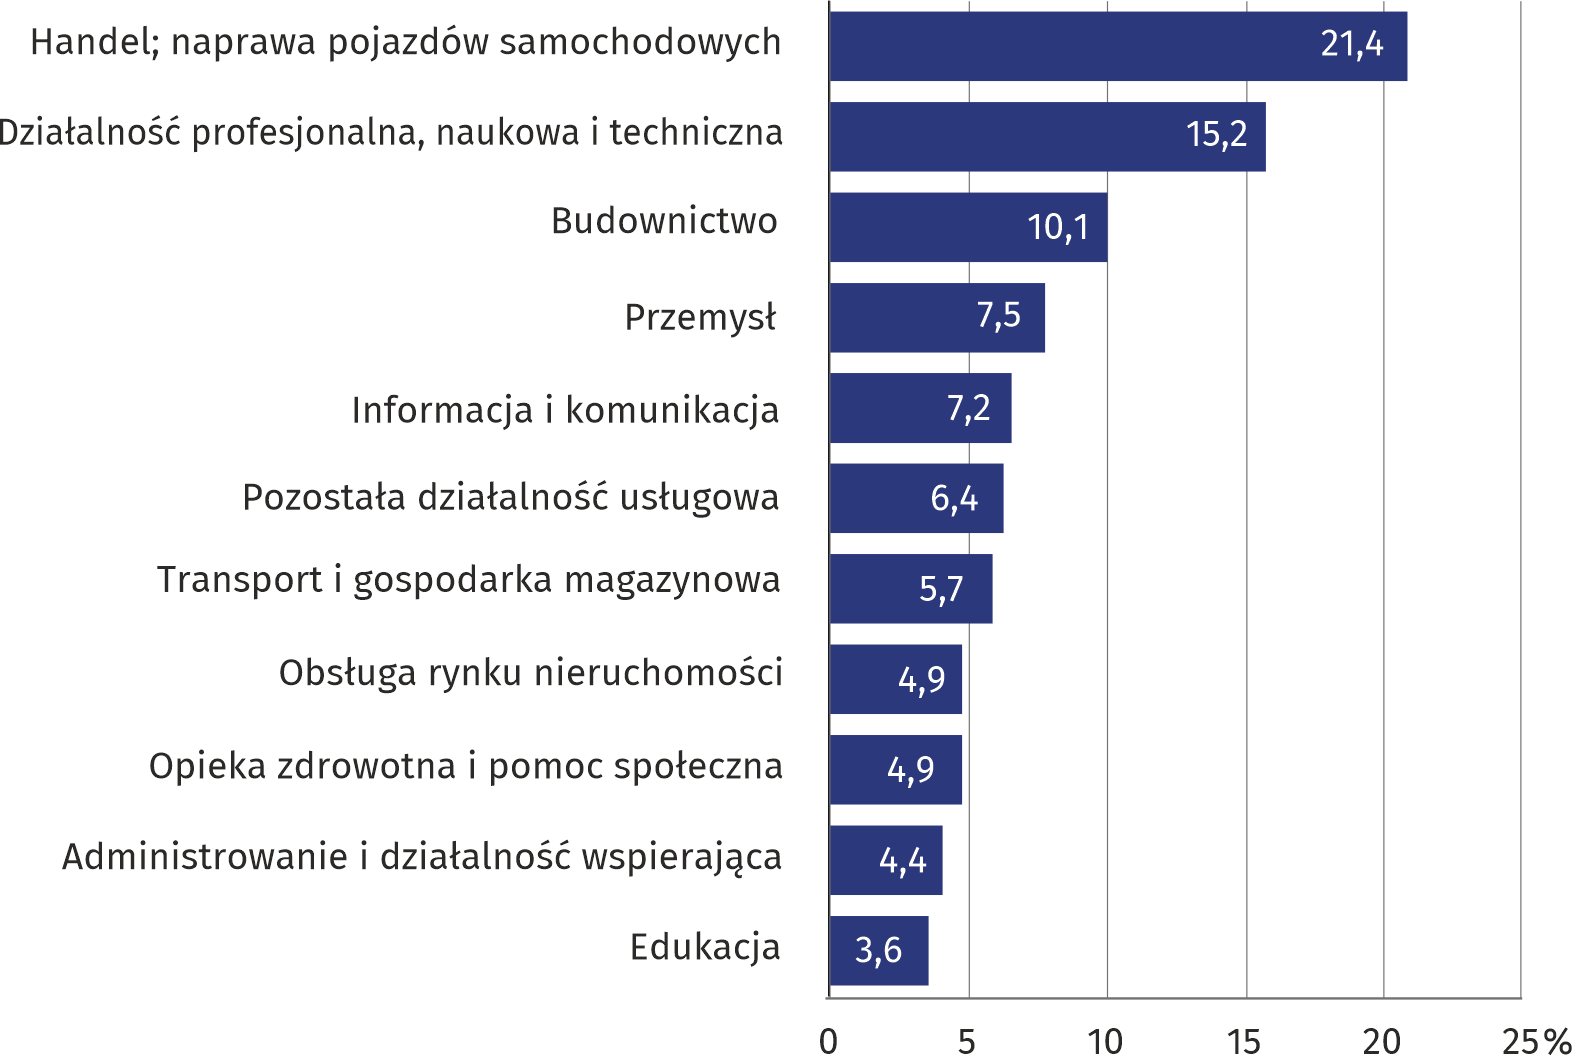 Handel; naprawa pojazdów samochodowych 21,4
Działalność profesjonalna, naukowa i techniczna 15,2
Budownictwo 10,1
Przemysł 7,5
Informacja i komunikacja 7,2
Pozostała działalność usługowa 6,4
Transport i gospodarka magazynowa 5,7
Obsługa rynku nieruchomości 4,9
Opieka zdrowotna i pomoc społeczna 4,9
Administrowanie i działalność wspierająca 4,4
Edukacja 3,6
0 5 10 15 20 25%